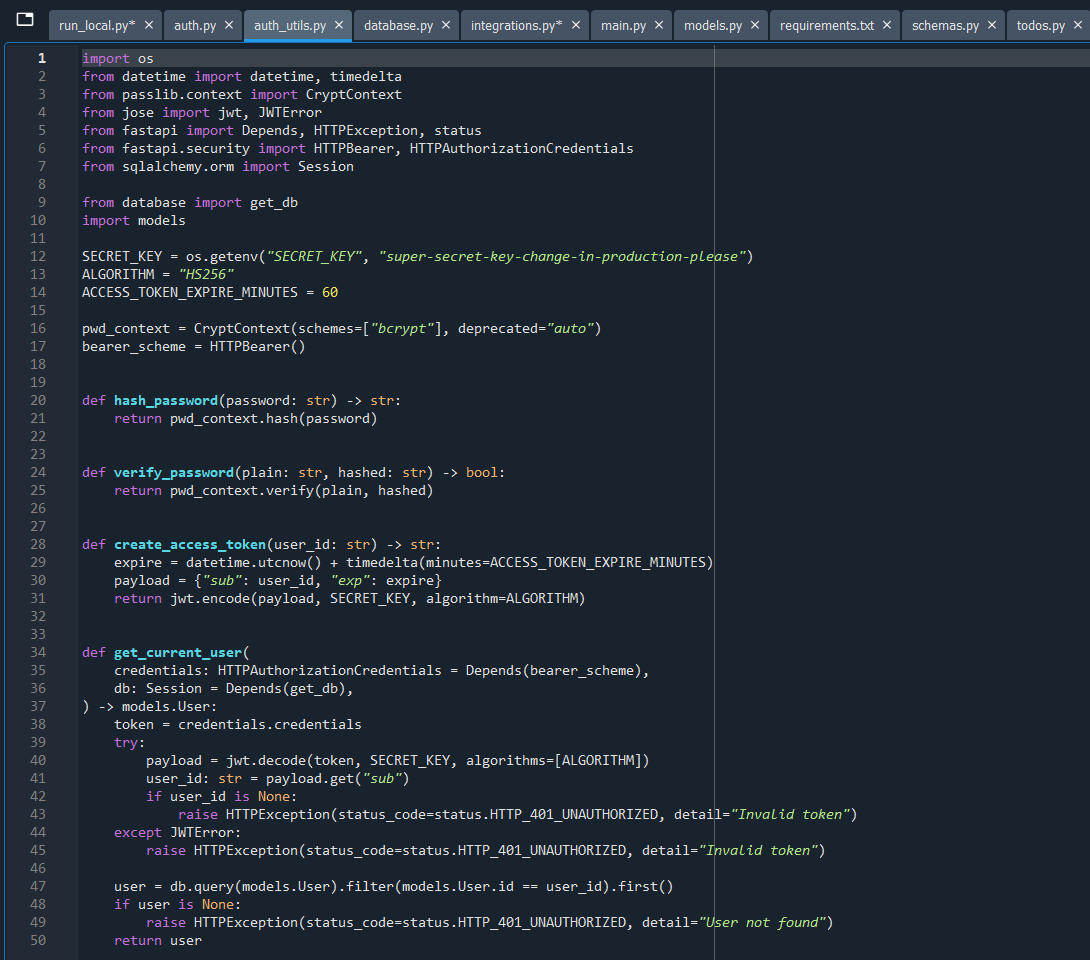 run_local.py* auth.py auth_utils.py database.py integrations.py* main.py models.py requirements.txt schemas.py todos.py
1 import os
2 from datetime import datetime, timedelta
3 from passlib.context import CryptContext
4 from jose import jwt, JWTError
5 from fastapi import Depends, HTTPException, status
6 from fastapi.security import HTTPBearer, HTTPAuthorizationCredentials
7 from sqlalchemy.orm import Session
8
9 from database import get_db
10 import models
11
12 SECRET_KEY = os.getenv("SECRET_KEY", "super-secret-key-change-in-production-please")
13 ALGORITHM = "HS256"
14 ACCESS_TOKEN_EXPIRE_MINUTES = 60
15
16 pwd_context = CryptContext(schemes=["bcrypt"], deprecated="auto")
17 bearer_scheme = HTTPBearer()
18
19
20 def hash_password(password: str) -> str:
21     return pwd_context.hash(password)
22
23
24 def verify_password(plain: str, hashed: str) -> bool:
25     return pwd_context.verify(plain, hashed)
26
27
28 def create_access_token(user_id: str) -> str:
29     expire = datetime.utcnow() + timedelta(minutes=ACCESS_TOKEN_EXPIRE_MINUTES)
30     payload = {"sub": user_id, "exp": expire}
31     return jwt.encode(payload, SECRET_KEY, algorithm=ALGORITHM)
32
33
34 def get_current_user(
35     credentials: HTTPAuthorizationCredentials = Depends(bearer_scheme),
36     db: Session = Depends(get_db),
37 ) -> models.User:
38     token = credentials.credentials
39     try:
40         payload = jwt.decode(token, SECRET_KEY, algorithms=[ALGORITHM])
41         user_id: str = payload.get("sub")
42         if user_id is None:
43             raise HTTPException(status_code=status.HTTP_401_UNAUTHORIZED, detail="Invalid token")
44     except JWTError:
45         raise HTTPException(status_code=status.HTTP_401_UNAUTHORIZED, detail="Invalid token")
46
47     user = db.query(models.User).filter(models.User.id == user_id).first()
48     if user is None:
49         raise HTTPException(status_code=status.HTTP_401_UNAUTHORIZED, detail="User not found")
50     return user